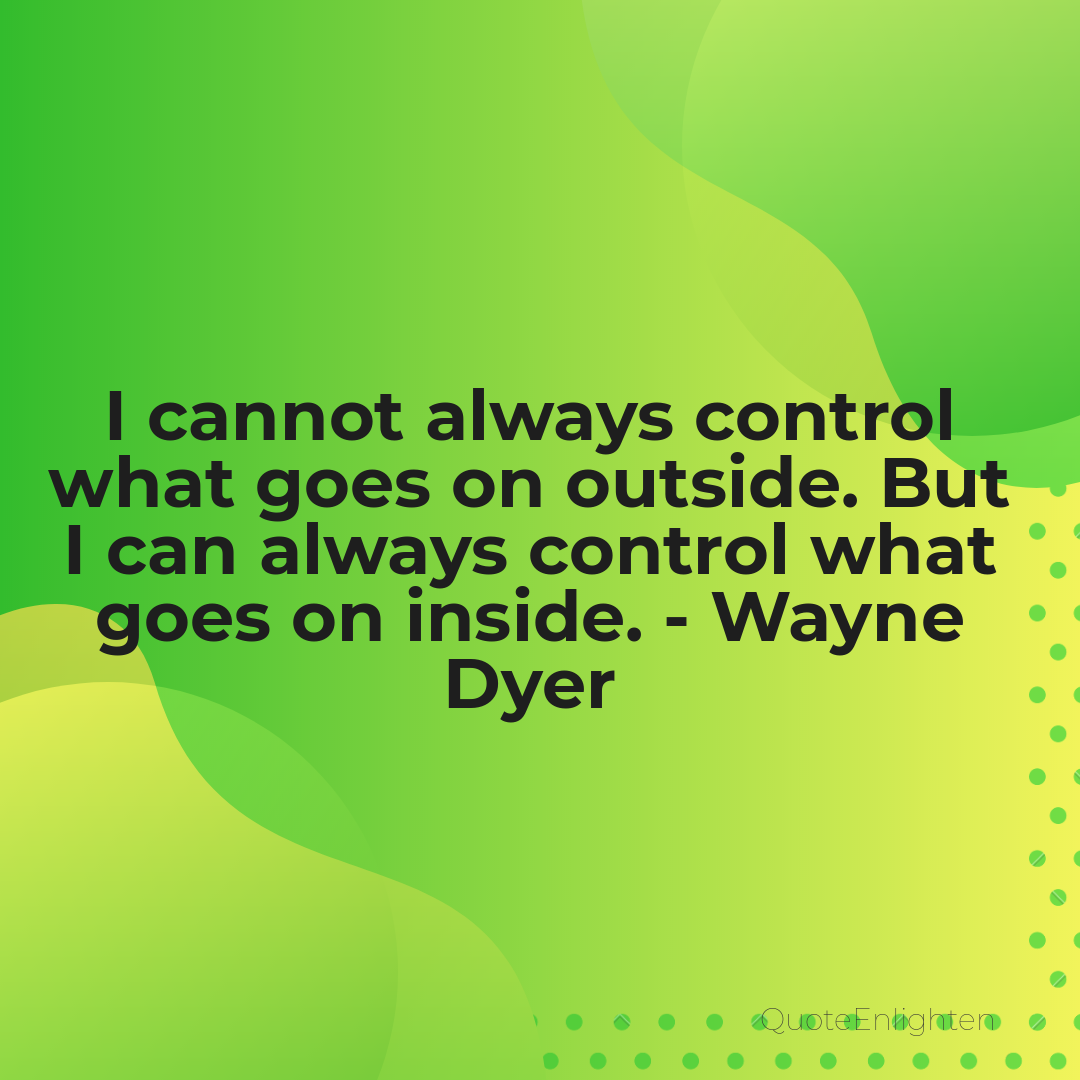 I cannot always control
what goes on outside. But
I can always control what
goes on inside. - Wayne
Dyer
QuoteEnlighten